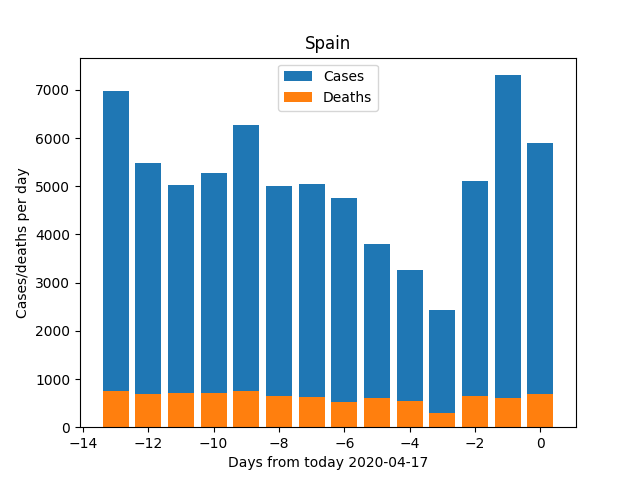 Spain
Cases
Deaths
7000
6000
5000
4000
3000
2000
1000
0
Cases/deaths per day
−14 −12 −10 −8 −6 −4 −2 0
Days from today 2020-04-17